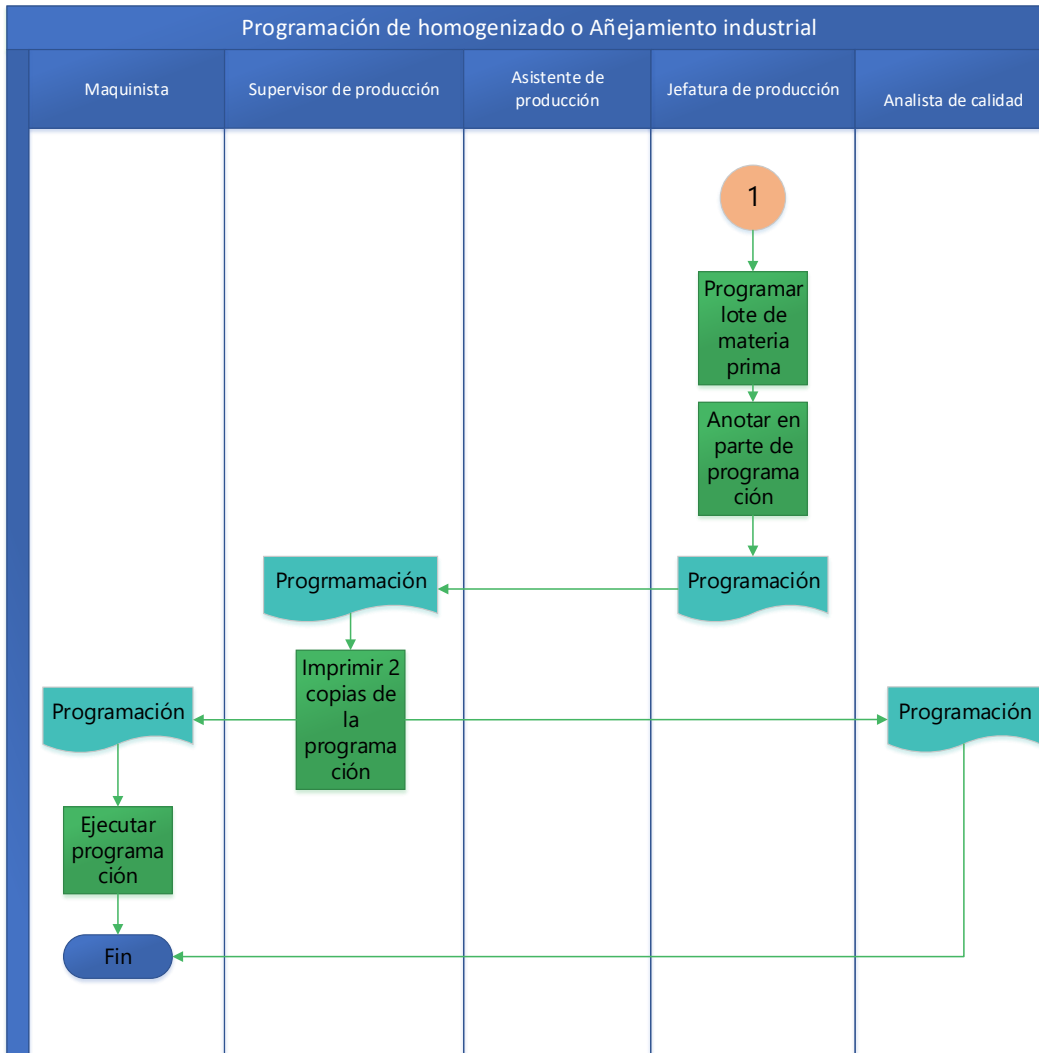 Programación de homogenizado o Añejamiento industrial
Maquinista
Supervisor de producción
Asistente de
producción
Jefatura de producción
Analista de calidad
1
Programar
lote de
materia
prima
Anotar en
parte de
programa
ción
Progrmamación
Programación
Imprimir 2
copias de
la
programa
ción
Programación
Programación
Ejecutar
programa
ción
Fin